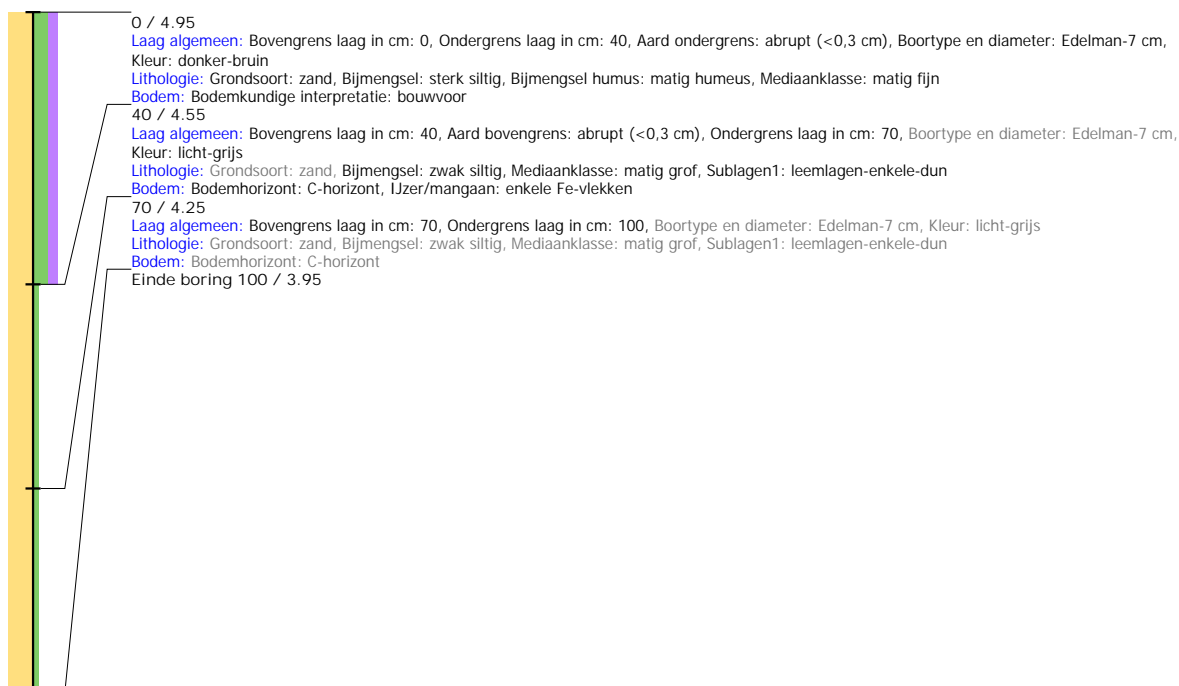 0 / 4.95
Laag algemeen: Bovengrens laag in cm: 0, Ondergrens laag in cm: 40, Aard ondergrens: abrupt (<0,3 cm), Boortype en diameter: Edelman-7 cm,
Kleur: donker-bruin
Lithologie: Grondsoort: zand, Bijmengsel: sterk siltig, Bijmengsel humus: matig humeus, Mediaanklasse: matig fijn
Bodem: Bodemkundige interpretatie: bouwvoor
40 / 4.55
Laag algemeen: Bovengrens laag in cm: 40, Aard bovengrens: abrupt (<0,3 cm), Ondergrens laag in cm: 70, Boortype en diameter: Edelman-7 cm,
Kleur: licht-grijs
Lithologie: Grondsoort: zand, Bijmengsel: zwak siltig, Mediaanklasse: matig grof, Sublagen1: leemlagen-enkele-dun
Bodem: Bodemhorizont: C-horizont, IJzer/mangaan: enkele Fe-vlekken
70 / 4.25
Laag algemeen: Bovengrens laag in cm: 70, Ondergrens laag in cm: 100, Boortype en diameter: Edelman-7 cm, Kleur: licht-grijs
Lithologie: Grondsoort: zand, Bijmengsel: zwak siltig, Mediaanklasse: matig grof, Sublagen1: leemlagen-enkele-dun
Bodem: Bodemhorizont: C-horizont
Einde boring 100 / 3.95